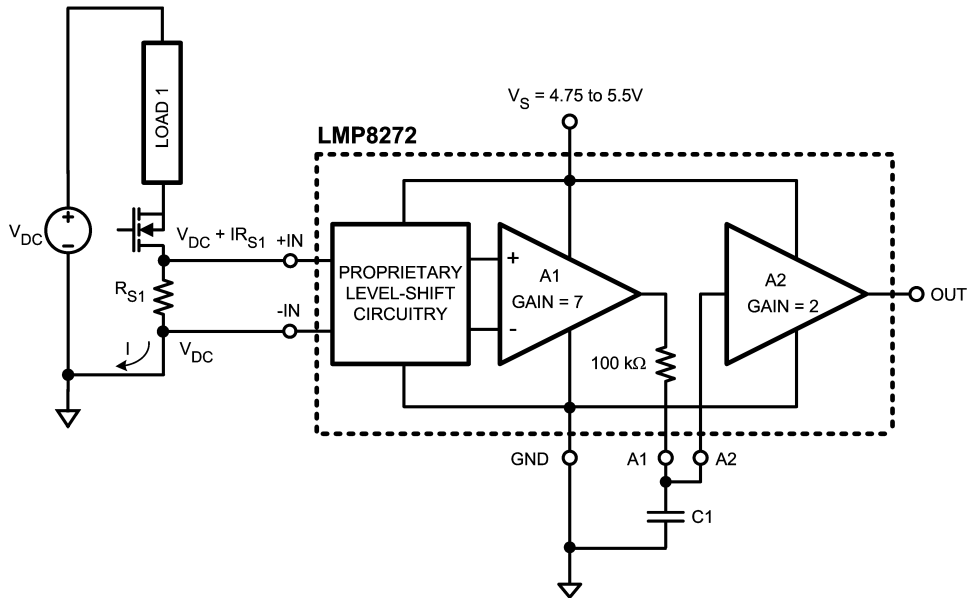 V_S = 4.75 to 5.5V
LMP8272
LOAD 1
+
-
V_DC
V_DC + IR_S1
+IN
R_S1
-IN
V_DC
I
PROPRIETARY
LEVEL-SHIFT
CIRCUITRY
+
-
A1
GAIN = 7
A2
GAIN = 2
OUT
100 kΩ
GND
A1
A2
C1